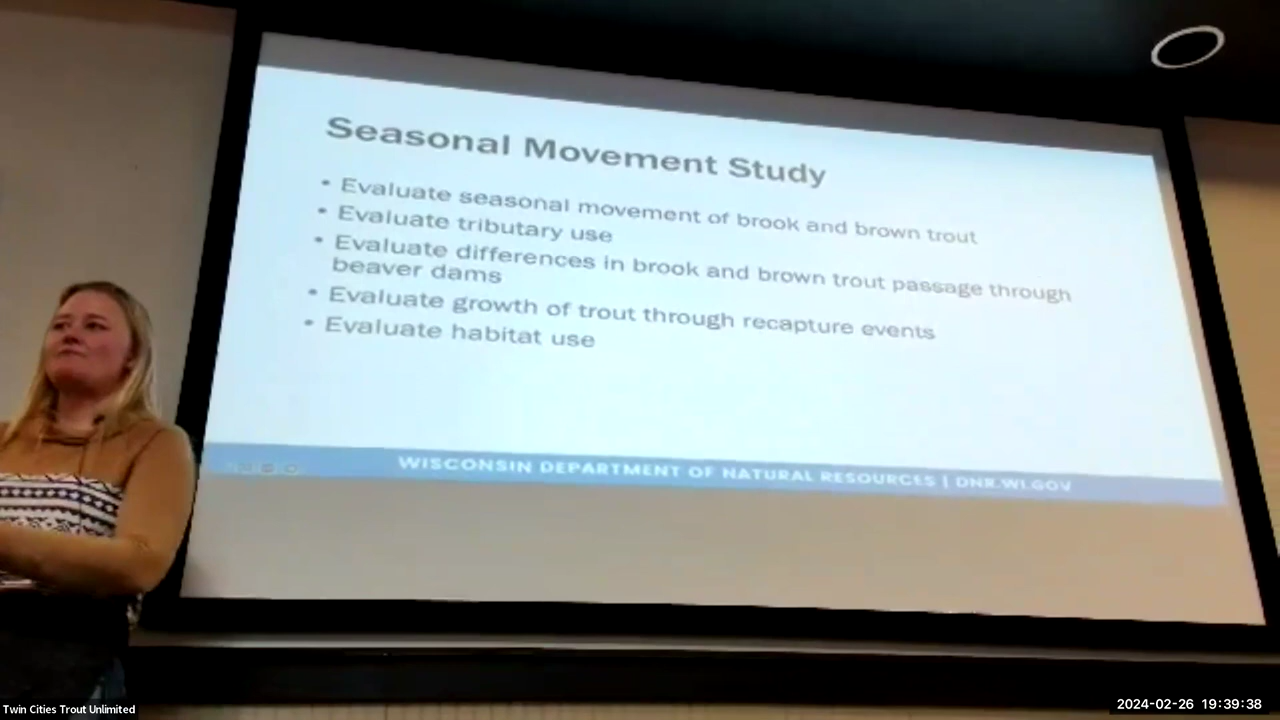 Seasonal Movement Study
• Evaluate seasonal movement of brook and brown trout
• Evaluate tributary use
• Evaluate differences in brook and brown trout passage through
beaver dams
• Evaluate growth of trout through recapture events
• Evaluate habitat use
WISCONSIN DEPARTMENT OF NATURAL RESOURCES | DNR.WI.GOV
Twin Cities Trout Unlimited
2024-02-26 19:39:38